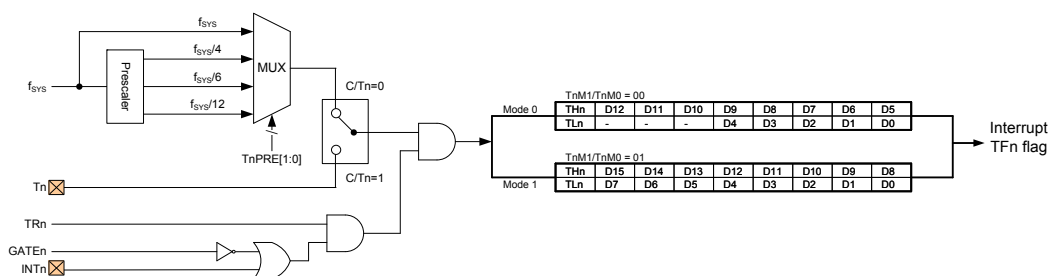 fSYS
fSYS
Prescaler
fSYS/4
fSYS/6
fSYS/12
MUX
TnPRE[1:0]
C/Tn=0
C/Tn=1
Tn
TRn
GATEn
INTn
Mode 0
TnM1/TnM0 = 00
THn D12 D11 D10 D9 D8 D7 D6 D5
TLn - - - D4 D3 D2 D1 D0
TnM1/TnM0 = 01
THn D15 D14 D13 D12 D11 D10 D9 D8
TLn D7 D6 D5 D4 D3 D2 D1 D0
Mode 1
Interrupt
TFn flag